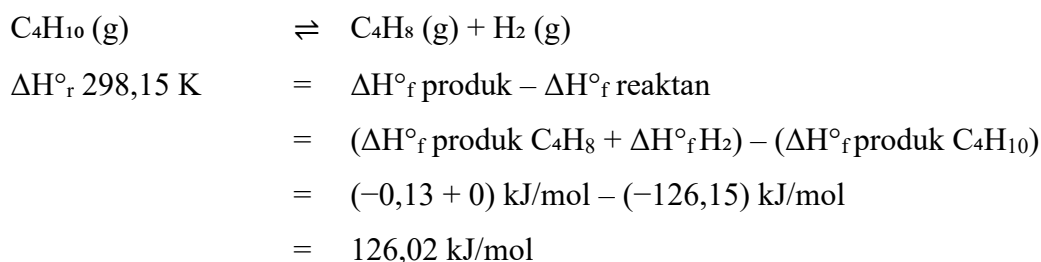 C₄H₁₀ (g) ⇌ C₄H₈ (g) + H₂ (g)
ΔH°ᵣ 298,15 K = ΔH°f produk – ΔH°f reaktan
= (ΔH°f produk C₄H₈ + ΔH°f H₂) – (ΔH°f produk C₄H₁₀)
= (−0,13 + 0) kJ/mol – (−126,15) kJ/mol
= 126,02 kJ/mol